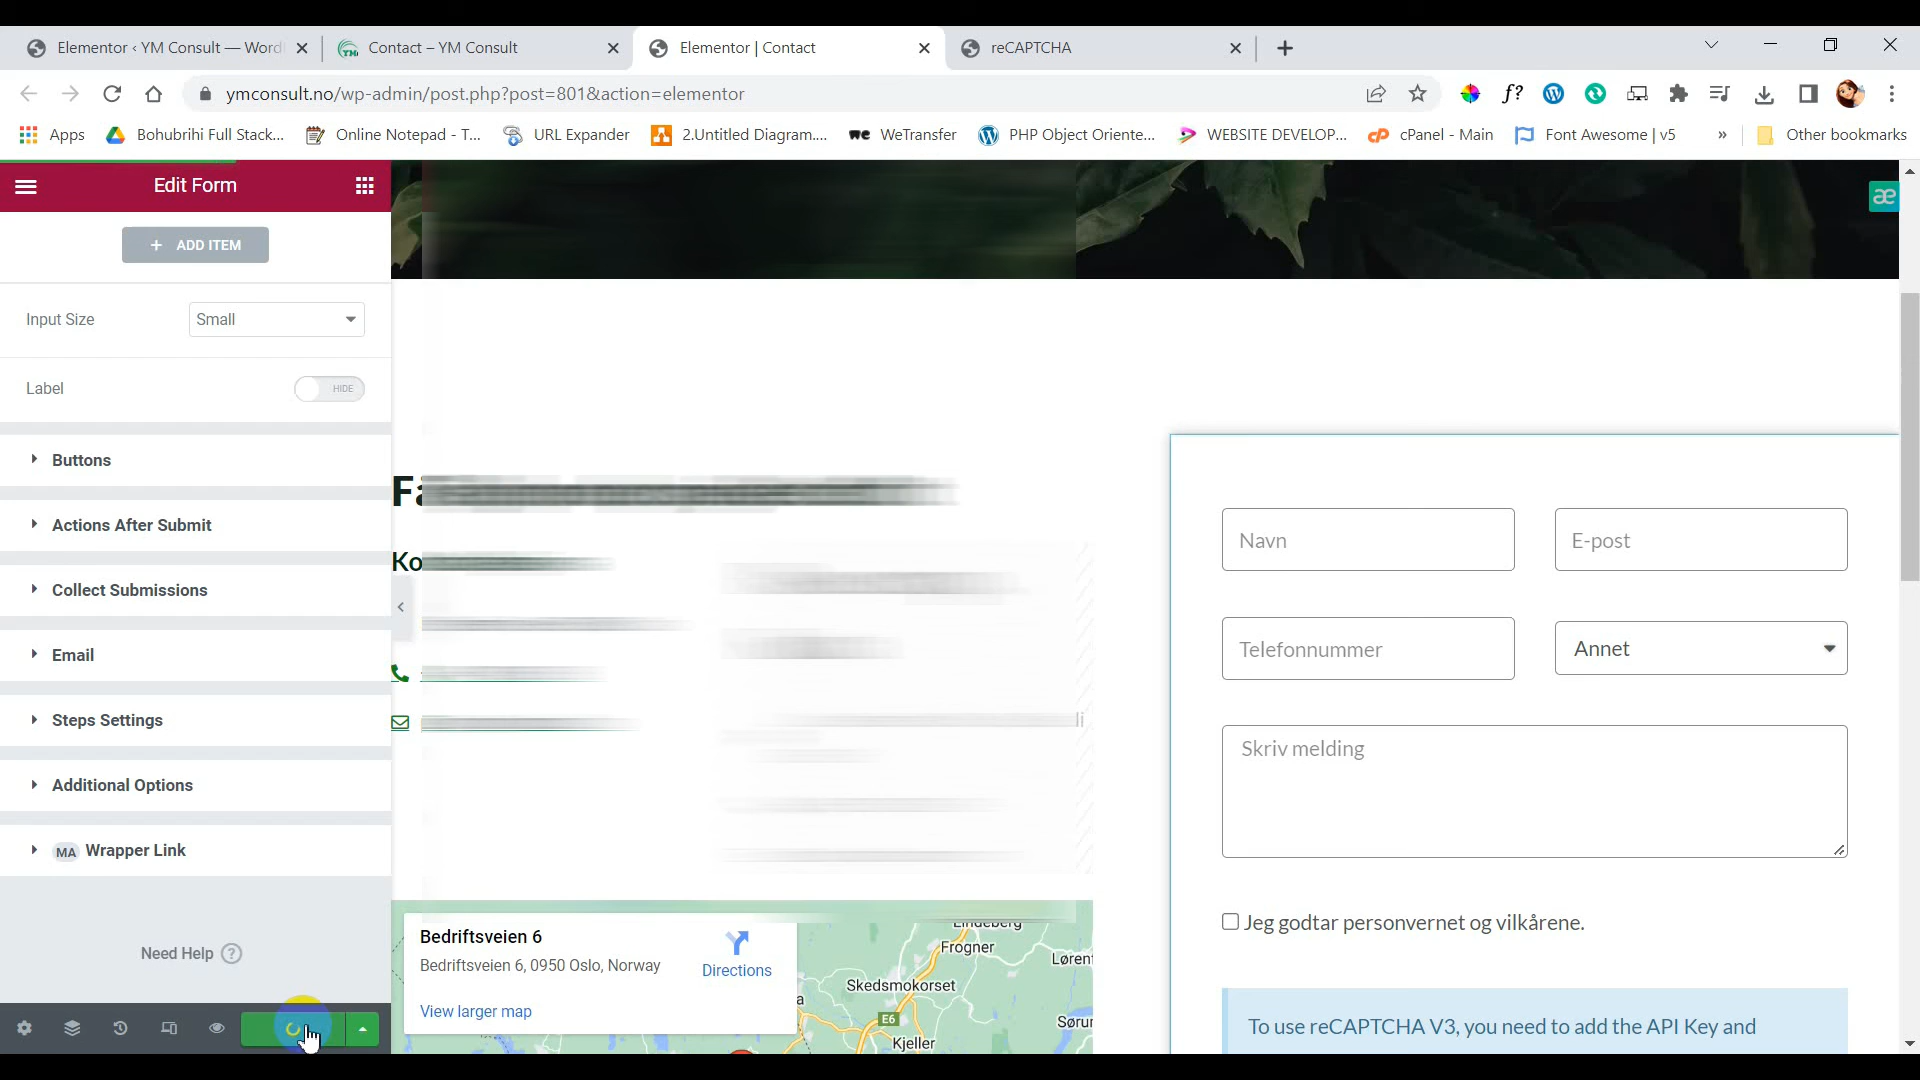 Elementor ‹ YM Consult — Word
Contact – YM Consult
Elementor | Contact
reCAPTCHA
ymconsult.no/wp-admin/post.php?post=801&action=elementor
f?
Apps
Bohubrihi Full Stack...
Online Notepad - T...
URL Expander
2.Untitled Diagram....
we WeTransfer
PHP Object Oriente...
WEBSITE DEVELOP...
cP cPanel - Main
Font Awesome | v5
»
Other bookmarks
Edit Form
æ
+ ADD ITEM
Input Size
Small
Label
HIDE
Buttons
Actions After Submit
Collect Submissions
Email
Steps Settings
Additional Options
MA Wrapper Link
Need Help ?
Navn
E-post
Telefonnummer
Annet
Skriv melding
Jeg godtar personvernet og vilkårene.
To use reCAPTCHA V3, you need to add the API Key and
Bedriftsveien 6
Bedriftsveien 6, 0950 Oslo, Norway
Directions
View larger map
Lindeberg
Frogner
Løren
Skedsmokorset
E6
Sørum
Kjeller